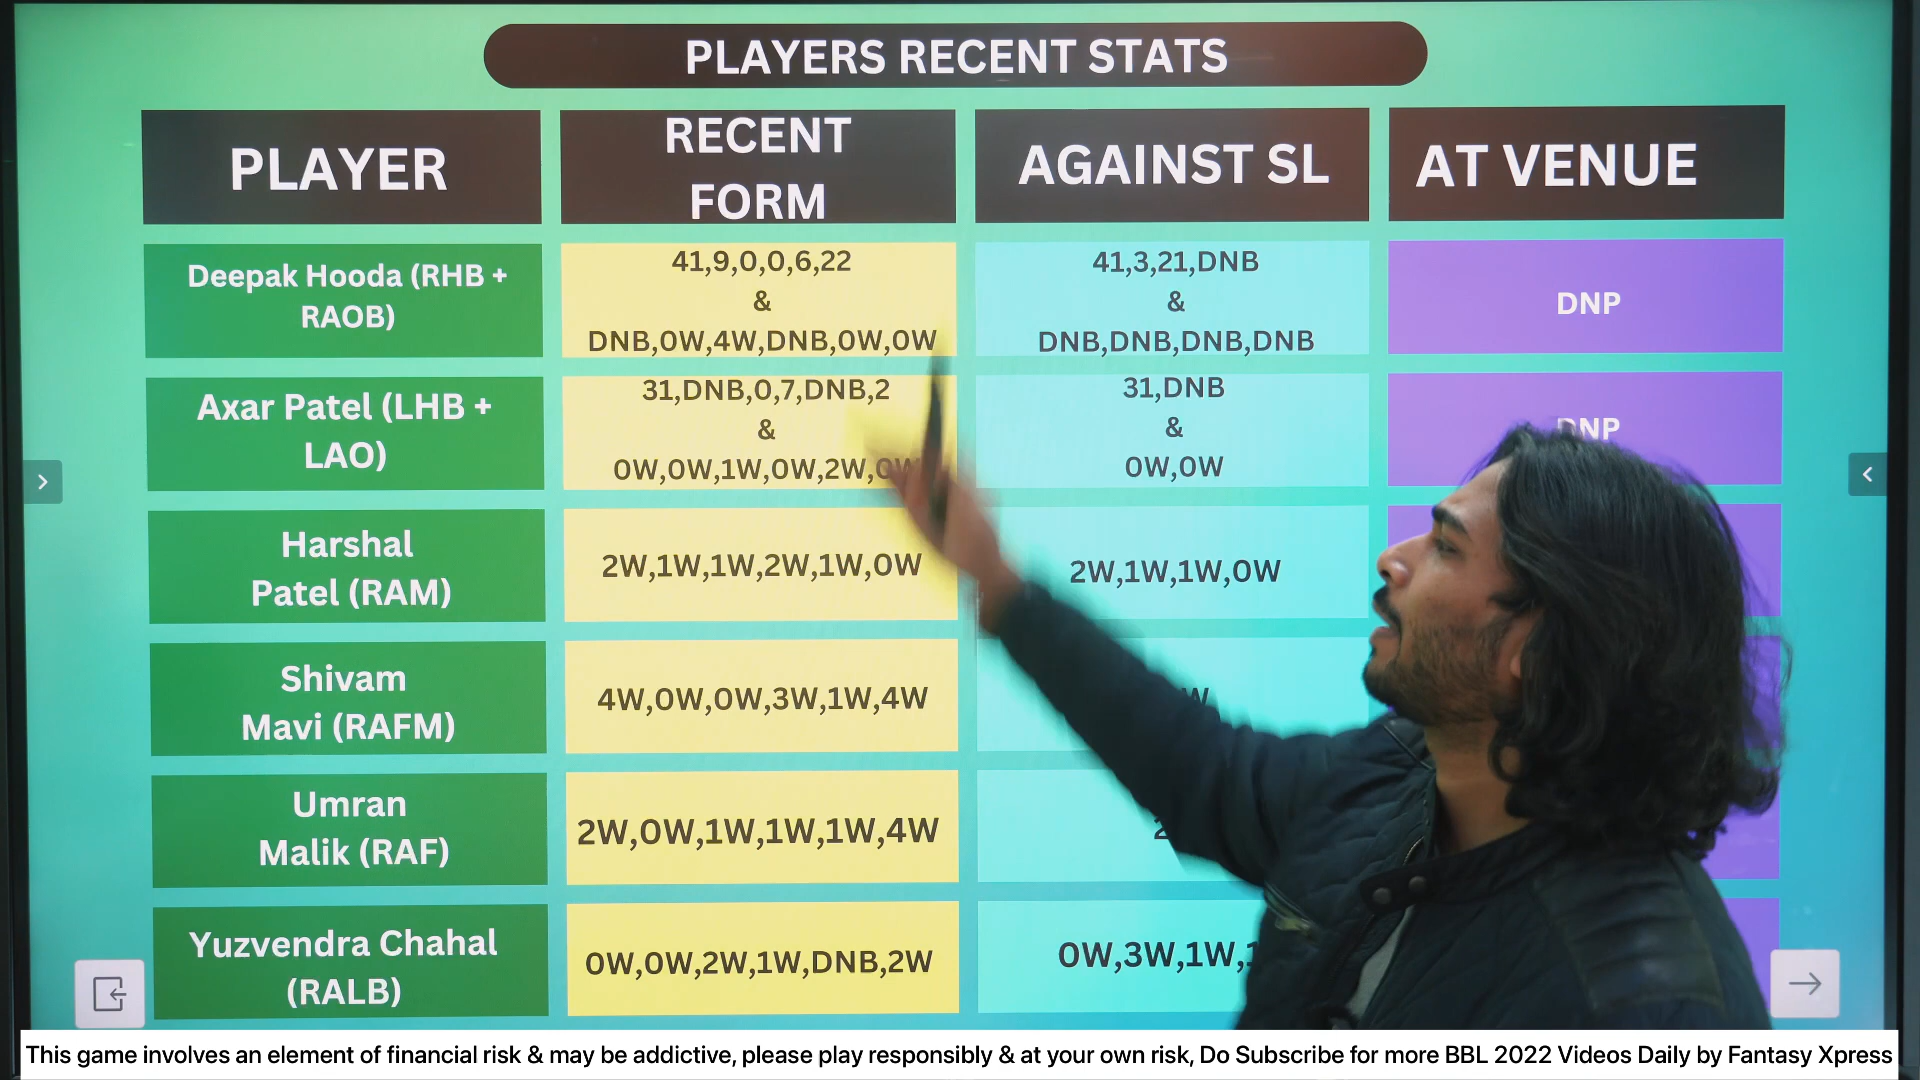 PLAYERS RECENT STATS
PLAYER
RECENT
FORM
AGAINST SL
AT VENUE
Deepak Hooda (RHB +
RAOB)
41,9,0,0,6,22
&
DNB,0W,4W,DNB,0W,0W
41,3,21,DNB
&
DNB,DNB,DNB,DNB
DNP
Axar Patel (LHB +
LAO)
31,DNB,0,7,DNB,2
&
0W,0W,1W,0W,2W,0W
31,DNB
&
0W,0W
DNP
Harshal
Patel (RAM)
2W,1W,1W,2W,1W,0W
2W,1W,1W,0W
Shivam
Mavi (RAFM)
4W,0W,0W,3W,1W,4W
Umran
Malik (RAF)
2W,0W,1W,1W,1W,4W
Yuzvendra Chahal
(RALB)
0W,0W,2W,1W,DNB,2W
0W,3W,1W,
This game involves an element of financial risk & may be addictive, please play responsibly & at your own risk, Do Subscribe for more BBL 2022 Videos Daily by Fantasy Xpress